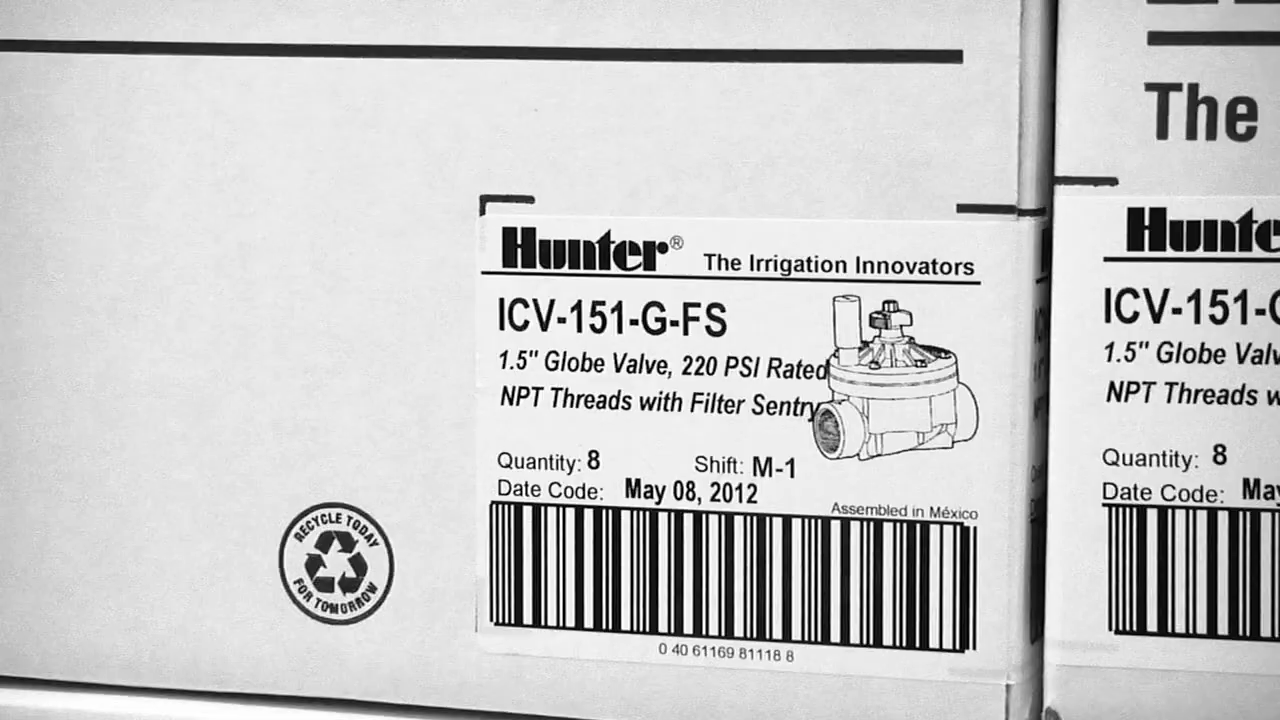 Hunter® The Irrigation Innovators
ICV-151-G-FS
1.5" Globe Valve, 220 PSI Rated
NPT Threads with Filter Sentry
Quantity: 8 Shift: M-1
Date Code: May 08, 2012
Assembled in México
0 40 61169 81118 8
RECYCLE TODAY
FOR TOMORROW
The
Hunte
ICV-151-G
1.5" Globe Valv
NPT Threads w
Quantity: 8
Date Code: May